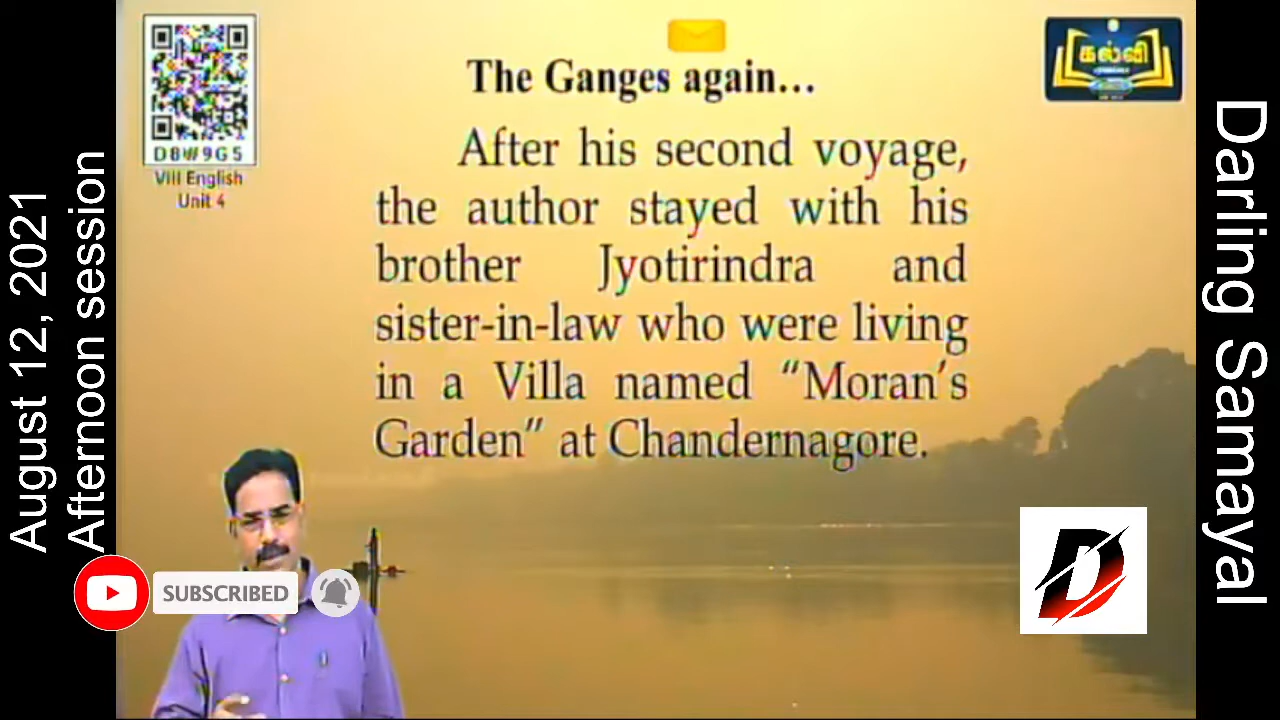 August 12, 2021
Afternoon session
D8W9G5
VIII English
Unit 4
The Ganges again...
After his second voyage,
the author stayed with his
brother Jyotirindra and
sister-in-law who were living
in a Villa named “Moran’s
Garden” at Chandernagore.
கல்வி
SUBSCRIBED
D
Darling Samayal